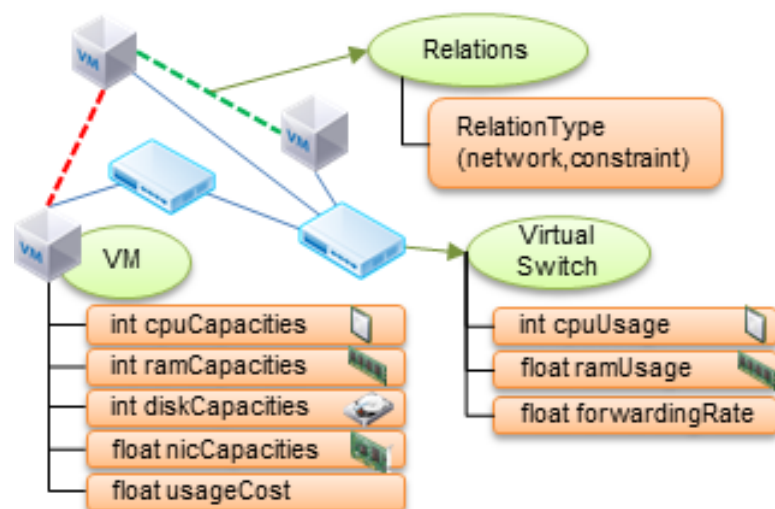 VM
Relations
RelationType
(network,constraint)
VM
VM
VM
Virtual
Switch
int cpuCapacities
int ramCapacities
int diskCapacities
float nicCapacities
float usageCost
int cpuUsage
float ramUsage
float forwardingRate